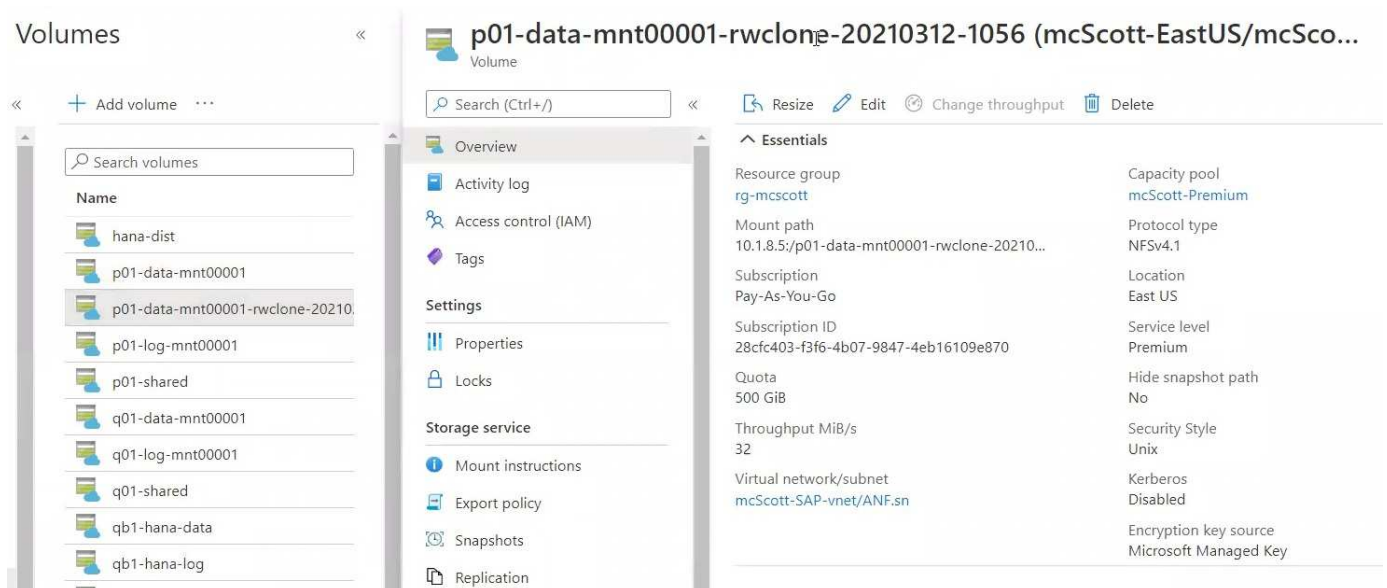 Volumes
«
p01-data-mnt00001-rwclone-20210312-1056 (mcScott-EastUS/mcSco...
Volume
«
Add volume ...
Search volumes
Name
hana-dist
p01-data-mnt00001
p01-data-mnt00001-rwclone-20210.
p01-log-mnt00001
p01-shared
q01-data-mnt00001
q01-log-mnt00001
q01-shared
qb1-hana-data
qb1-hana-log
Search (Ctrl+/)
«
Overview
Activity log
Access control (IAM)
Tags
Settings
Properties
Locks
Storage service
Mount instructions
Export policy
Snapshots
Replication
Resize Edit Change throughput Delete
Essentials
Resource group
rg-mcscott
Mount path
10.1.8.5:/p01-data-mnt00001-rwclone-20210...
Subscription
Pay-As-You-Go
Subscription ID
28cfc403-f3f6-4b07-9847-4eb16109e870
Quota
500 GiB
Throughput MiB/s
32
Virtual network/subnet
mcScott-SAP-vnet/ANF.sn
Capacity pool
mcScott-Premium
Protocol type
NFSv4.1
Location
East US
Service level
Premium
Hide snapshot path
No
Security Style
Unix
Kerberos
Disabled
Encryption key source
Microsoft Managed Key